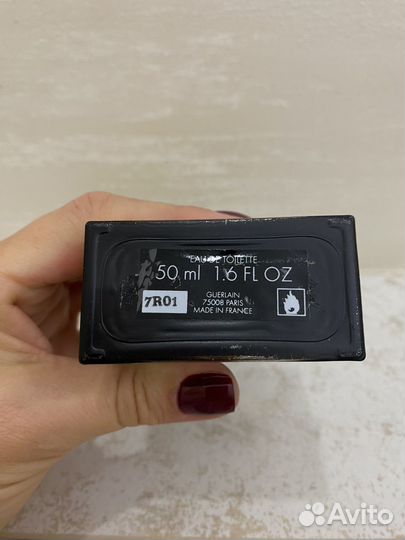 EAU DE TOILETTE
50 ml 1.6 FL OZ
GUERLAIN
75008 PARIS
MADE IN FRANCE
7R01
Avito